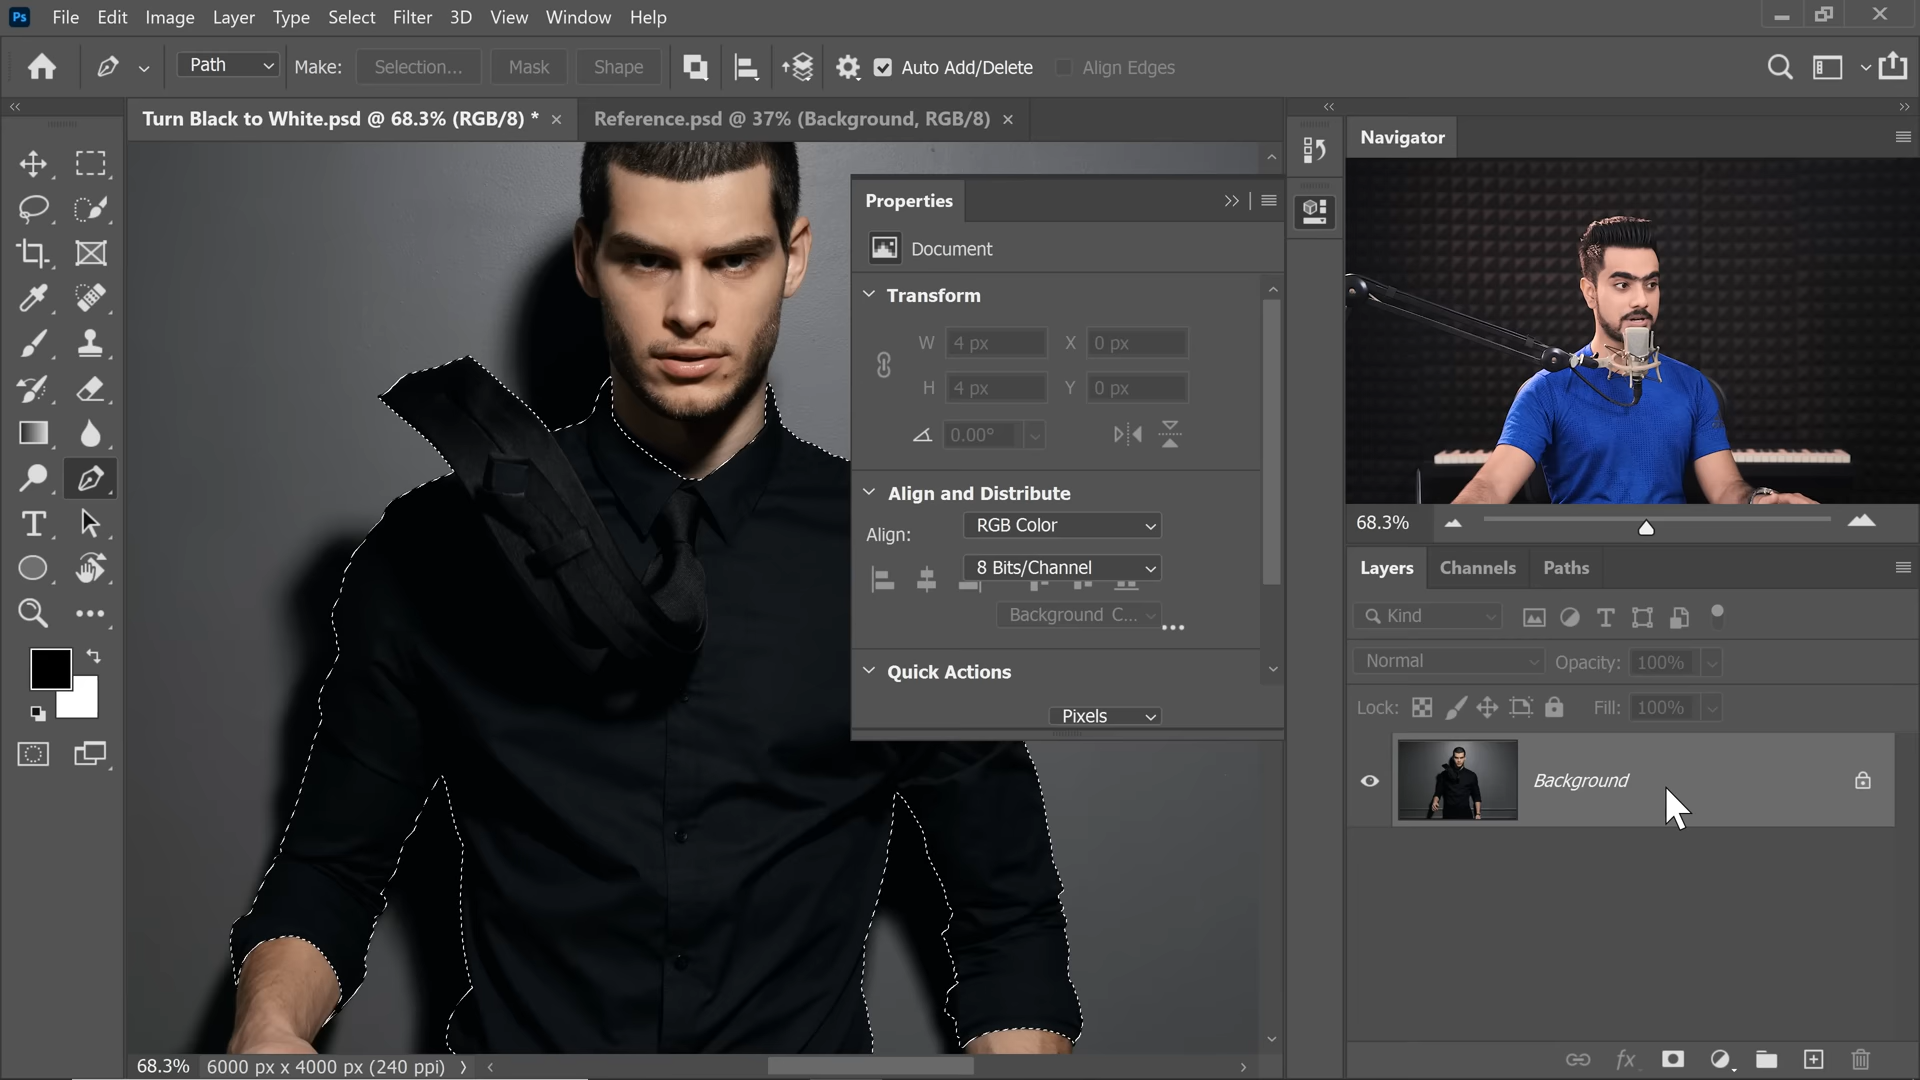 Ps File Edit Image Layer Type Select Filter 3D View Window Help
Path Make: Selection... Mask Shape Auto Add/Delete Align Edges
Turn Black to White.psd @ 68.3% (RGB/8) * Reference.psd @ 37% (Background, RGB/8)
Properties
Document
Transform
W 4 px X 0 px
H 4 px Y 0 px
0.00°
Align and Distribute
Align: RGB Color
8 Bits/Channel
Background C...
Quick Actions
Pixels
68.3% 6000 px x 4000 px (240 ppi)
Navigator
68.3%
Layers Channels Paths
Kind
Normal Opacity: 100%
Lock: Fill: 100%
Background
fx